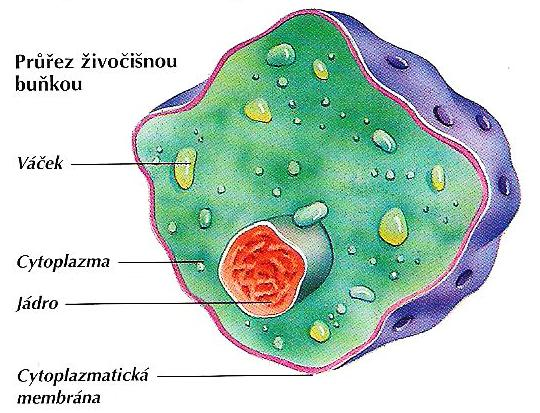 Průřez živočišnou
buňkou
Váček
Cytoplazma
Jádro
Cytoplazmatická
membrána